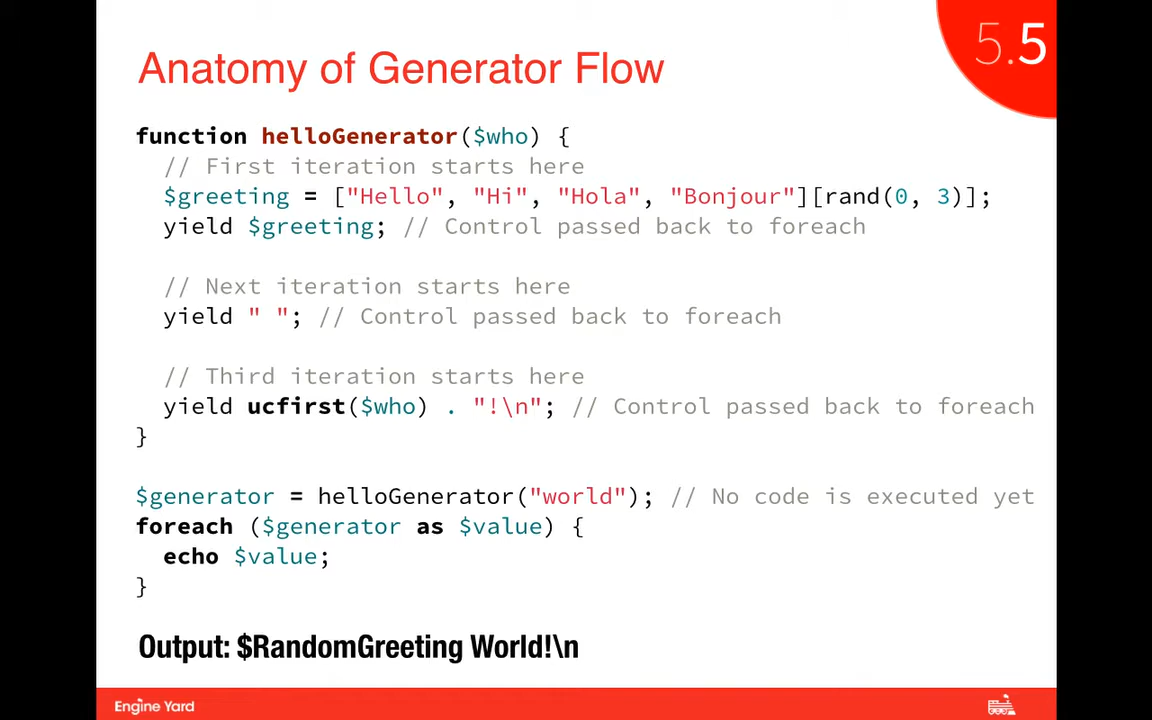 5.5
Anatomy of Generator Flow
function helloGenerator($who) {
  // First iteration starts here
  $greeting = ["Hello", "Hi", "Hola", "Bonjour"][rand(0, 3)];
  yield $greeting; // Control passed back to foreach
  // Next iteration starts here
  yield " "; // Control passed back to foreach
  // Third iteration starts here
  yield ucfirst($who) . "!\n"; // Control passed back to foreach
}
$generator = helloGenerator("world"); // No code is executed yet
foreach ($generator as $value) {
  echo $value;
}
Output: $RandomGreeting World!\n
Engine Yard